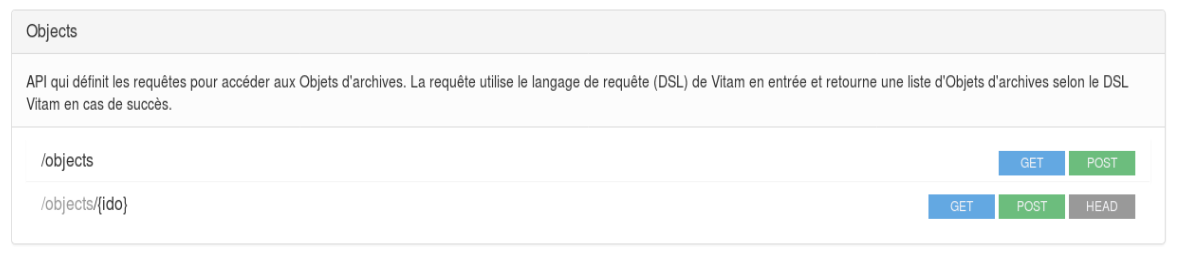 Objects
API qui définit les requêtes pour accéder aux Objets d'archives. La requête utilise le langage de requête (DSL) de Vitam en entrée et retourne une liste d'Objets d'archives selon le DSL
Vitam en cas de succès.
/objects GET POST
/objects/{ido} GET POST HEAD